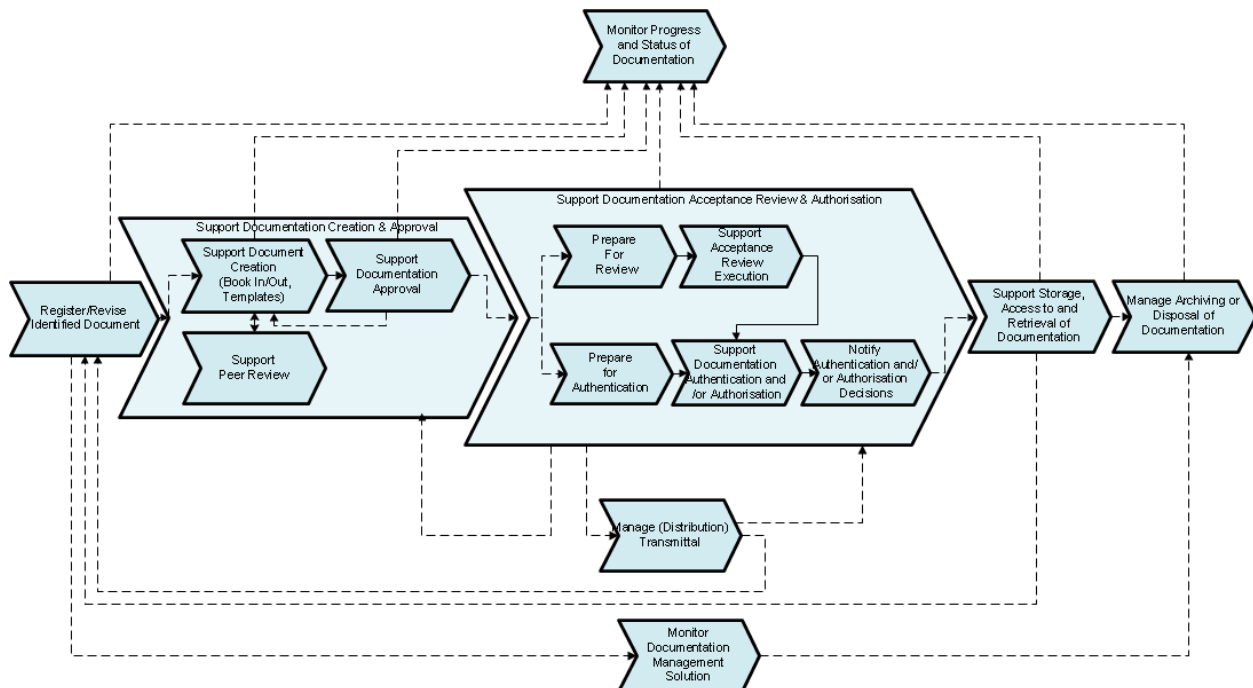 Monitor Progress
and Status of
Documentation
Support Documentation Acceptance Review & Authorisation
Support Documentation Creation & Approval
Support Document
Creation
(Book In/Out,
Templates)
Support
Documentation
Approval
Prepare
For
Review
Support
Acceptance
Review
Execution
Register/Revise
Identified Document
Support
Peer Review
Prepare
for
Authentication
Support
Documentation
Authentication and
/or Authorisation
Notify
Authentication and/
or Authorisation
Decisions
Support Storage,
Access to and
Retrieval of
Documentation
Manage Archiving or
Disposal of
Documentation
Manage (Distribution)
Transmittal
Monitor
Documentation
Management
Solution